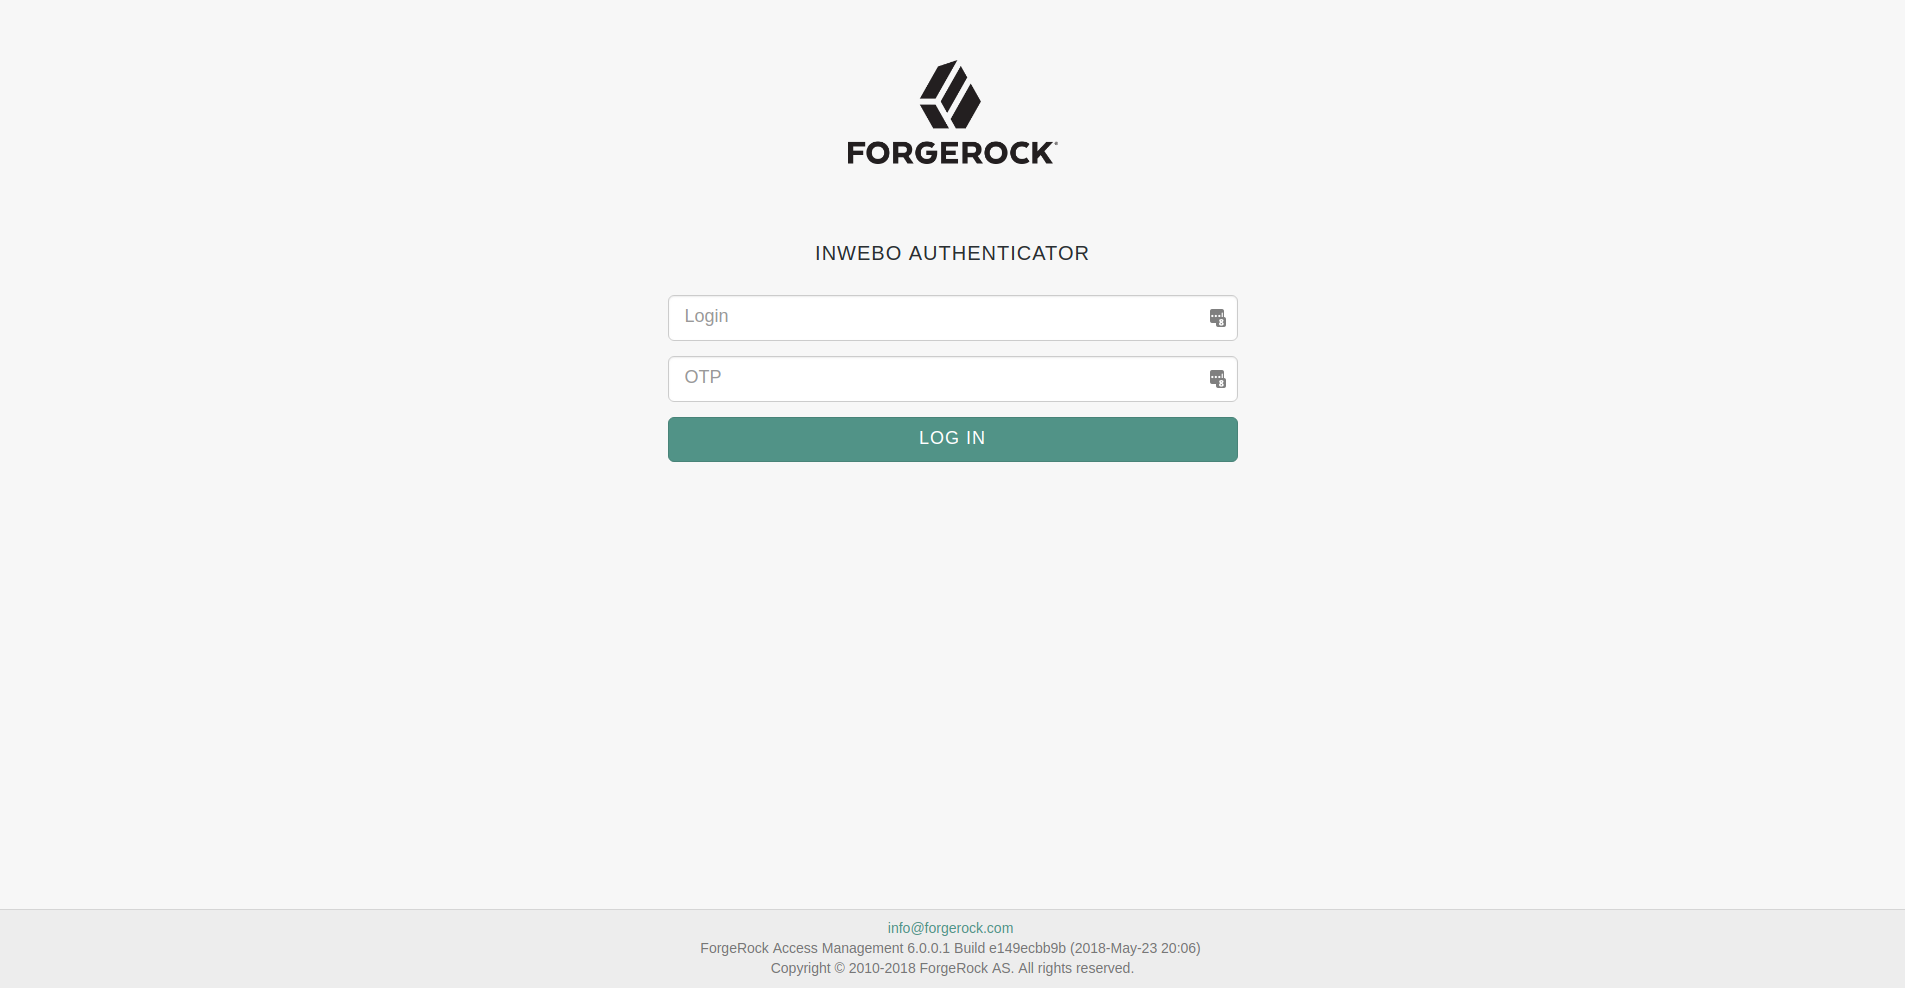 FORGEROCK
INWEBO AUTHENTICATOR
Login
OTP
LOG IN
info@forgerock.com
ForgeRock Access Management 6.0.0.1 Build e149ecbb9b (2018-May-23 20:06)
Copyright © 2010-2018 ForgeRock AS. All rights reserved.